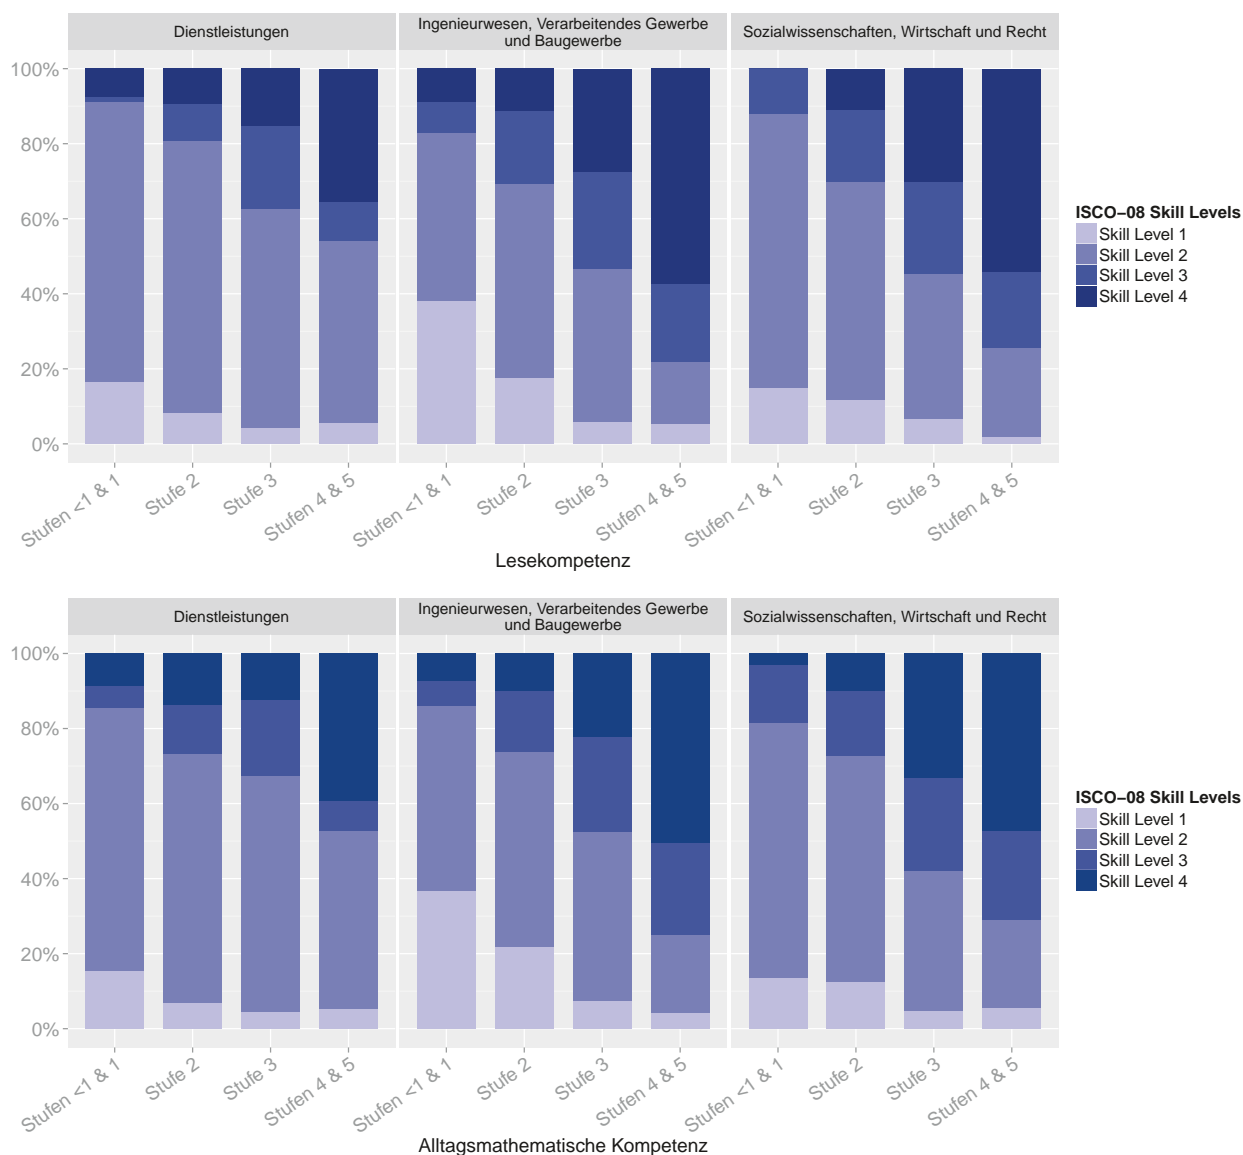 Dienstleistungen
Ingenieurwesen, Verarbeitendes Gewerbe
und Baugewerbe
Sozialwissenschaften, Wirtschaft und Recht
100%
80%
60%
40%
20%
0%
Stufen <1 & 1
Stufe 2
Stufe 3
Stufen 4 & 5
Stufen <1 & 1
Stufe 2
Stufe 3
Stufen 4 & 5
Stufen <1 & 1
Stufe 2
Stufe 3
Stufen 4 & 5
Lesekompetenz
ISCO−08 Skill Levels
Skill Level 1
Skill Level 2
Skill Level 3
Skill Level 4
Dienstleistungen
Ingenieurwesen, Verarbeitendes Gewerbe
und Baugewerbe
Sozialwissenschaften, Wirtschaft und Recht
100%
80%
60%
40%
20%
0%
Stufen <1 & 1
Stufe 2
Stufe 3
Stufen 4 & 5
Stufen <1 & 1
Stufe 2
Stufe 3
Stufen 4 & 5
Stufen <1 & 1
Stufe 2
Stufe 3
Stufen 4 & 5
Alltagsmathematische Kompetenz
ISCO−08 Skill Levels
Skill Level 1
Skill Level 2
Skill Level 3
Skill Level 4